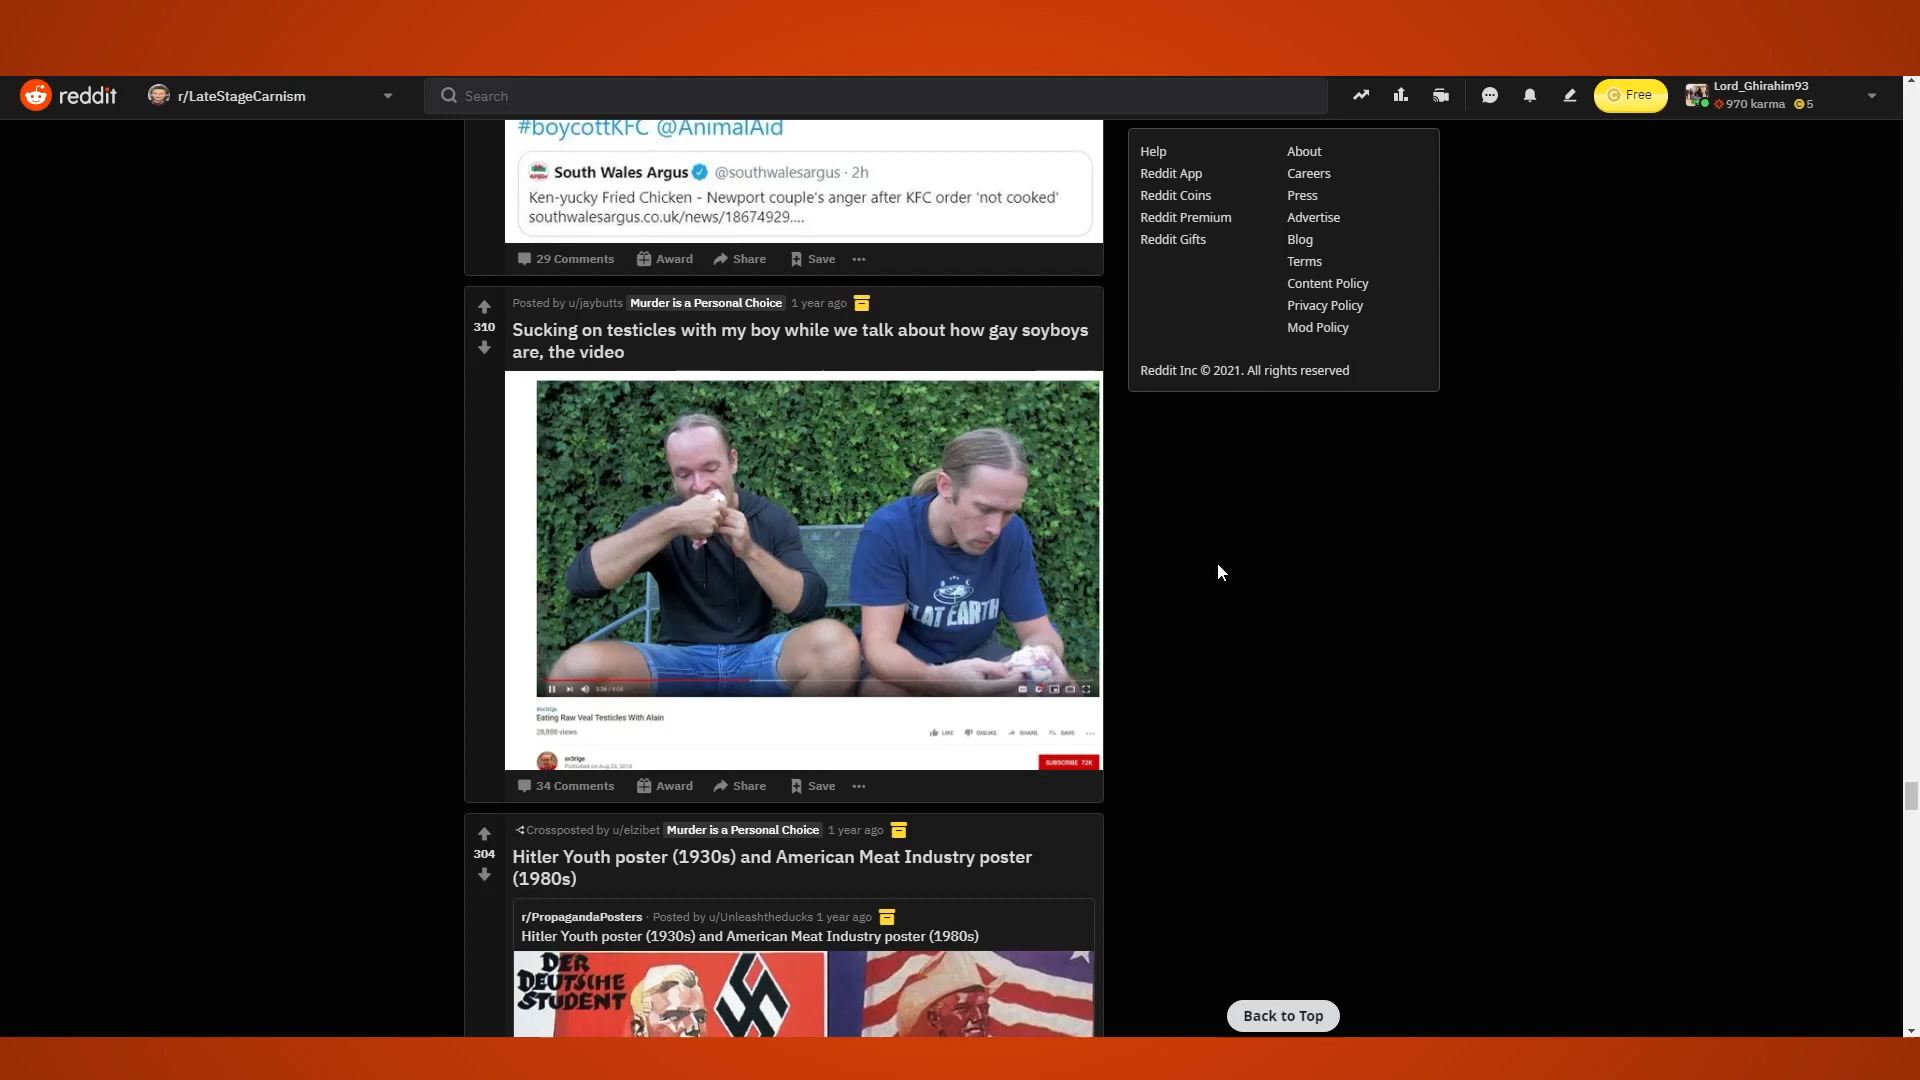 reddit
r/LateStageCarnism
Search
Free
Lord_Ghirahim93
970 karma
5
#boycottKFC @AnimalAid
South Wales Argus @southwalesargus · 2h
Ken-yucky Fried Chicken - Newport couple's anger after KFC order 'not cooked'
southwalesargus.co.uk/news/18674929....
29 Comments Award Share Save
Posted by u/jaybutts Murder is a Personal Choice 1 year ago
310
Sucking on testicles with my boy while we talk about how gay soyboys
are, the video
LAT EARTH
Eating Raw Veal Testicles With Alain
28,888 views
LIKE DISLIKE SHARE SAVE
sv3rige
Published on Aug 23, 2018
SUBSCRIBE 72K
34 Comments Award Share Save
Crossposted by u/elzibet Murder is a Personal Choice 1 year ago
304
Hitler Youth poster (1930s) and American Meat Industry poster
(1980s)
r/PropagandaPosters · Posted by u/Unleashtheducks 1 year ago
Hitler Youth poster (1930s) and American Meat Industry poster (1980s)
DER
DEUTSCHE
STUDENT
Help
About
Reddit App
Careers
Reddit Coins
Press
Reddit Premium
Advertise
Reddit Gifts
Blog
Terms
Content Policy
Privacy Policy
Mod Policy
Reddit Inc © 2021. All rights reserved
Back to Top